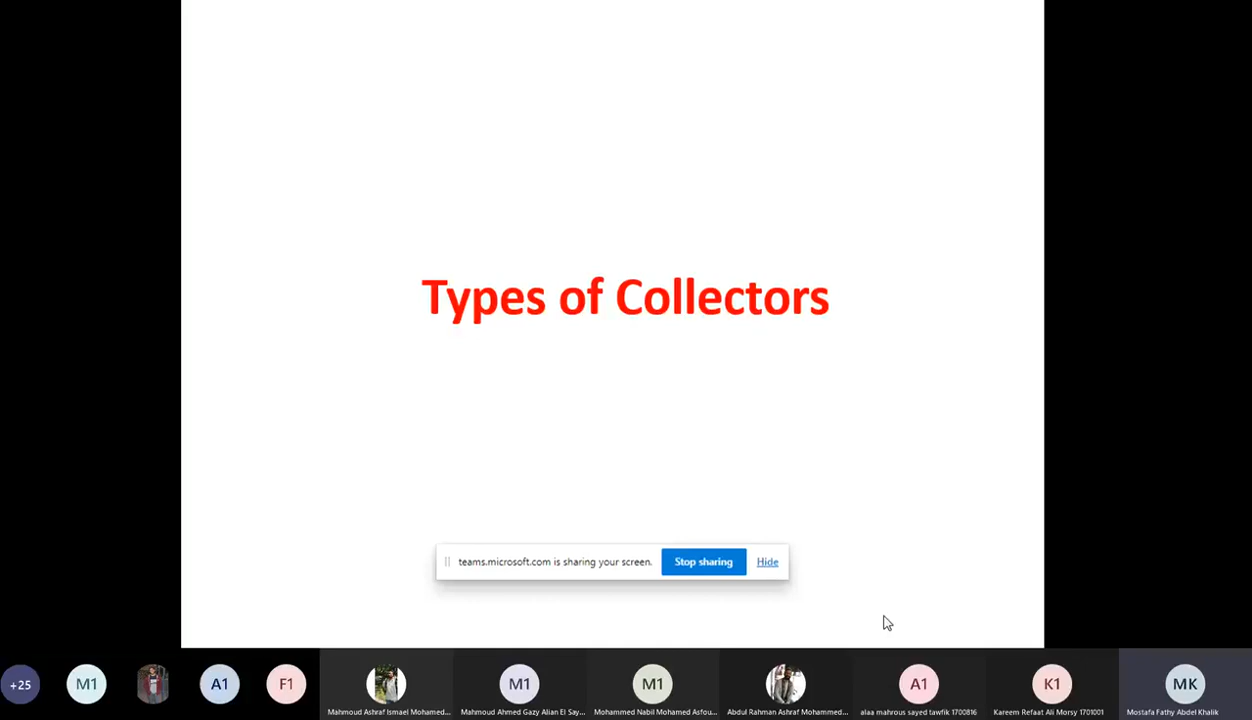 Types of Collectors
teams.microsoft.com is sharing your screen. Stop sharing Hide
+25 M1 A1 F1 M1 M1 A1 K1 MK
Mahmoud Ashraf Ismael Mohamed... Mahmoud Ahmed Gazy Alian El Say... Mohammed Nabil Mohamed Asfou... Abdul Rahman Ashraf Mohammed... alaa mahrous sayed tawfik 1700816 Kareem Refaat Ali Morsy 1701001 Mostafa Fathy Abdel Khalik